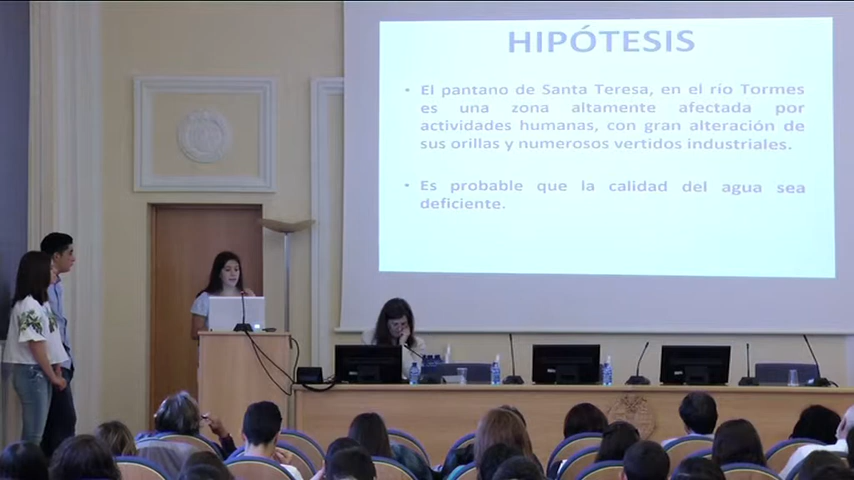 HIPÓTESIS
• El pantano de Santa Teresa, en el río Tormes
es una zona altamente afectada por
actividades humanas, con gran alteración de
sus orillas y numerosos vertidos industriales.
• Es probable que la calidad del agua sea
deficiente.